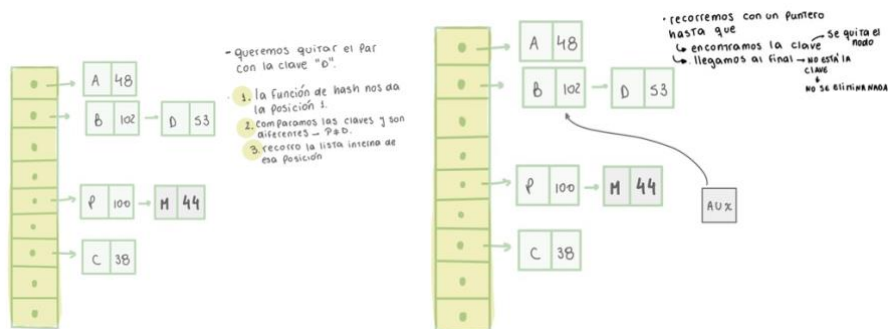 A 48
B 102 → D 53
P 100 → M 44
C 38
- queremos quitar el par
con la clave "D".
1. la función de hash nos da
la posición 1.
2. comparamos las claves y son
diferentes → P≠D.
3. recorro la lista interna de
esa posición
A 48
B 102 → D 53
P 100 → M 44
C 38
AUX
· recorremos con un puntero
hasta que
↳ encontramos la clave → se quita el
nodo
↳ llegamos al final → NO ESTÁ LA
CLAVE
↓
NO SE ELIMINA NADA